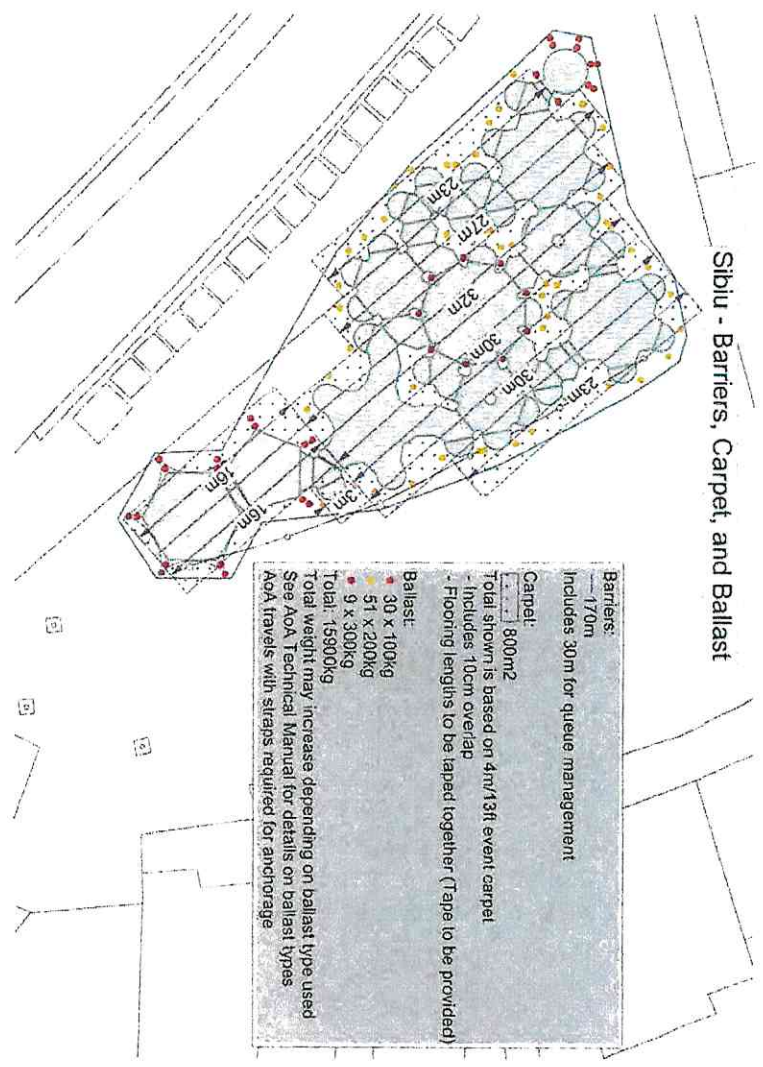 Sibiu - Barriers, Carpet, and Ballast
Barriers:
170m
Includes 30m for queue management
Carpet:
800m2
Total shown is based on 4m/13ft event carpet
- Includes 10cm overlap
- Flooring lengths to be taped together (Tape to be provided)
Ballast:
30 x 100kg
51 x 200kg
9 x 300kg
Total: 15900kg
Total weight may increase depending on ballast type used
See AoA Technical Manual for details on ballast types
AoA travels with straps required for anchorage
23m
27m
32m
30m
30m
23m
3m
16m
16m